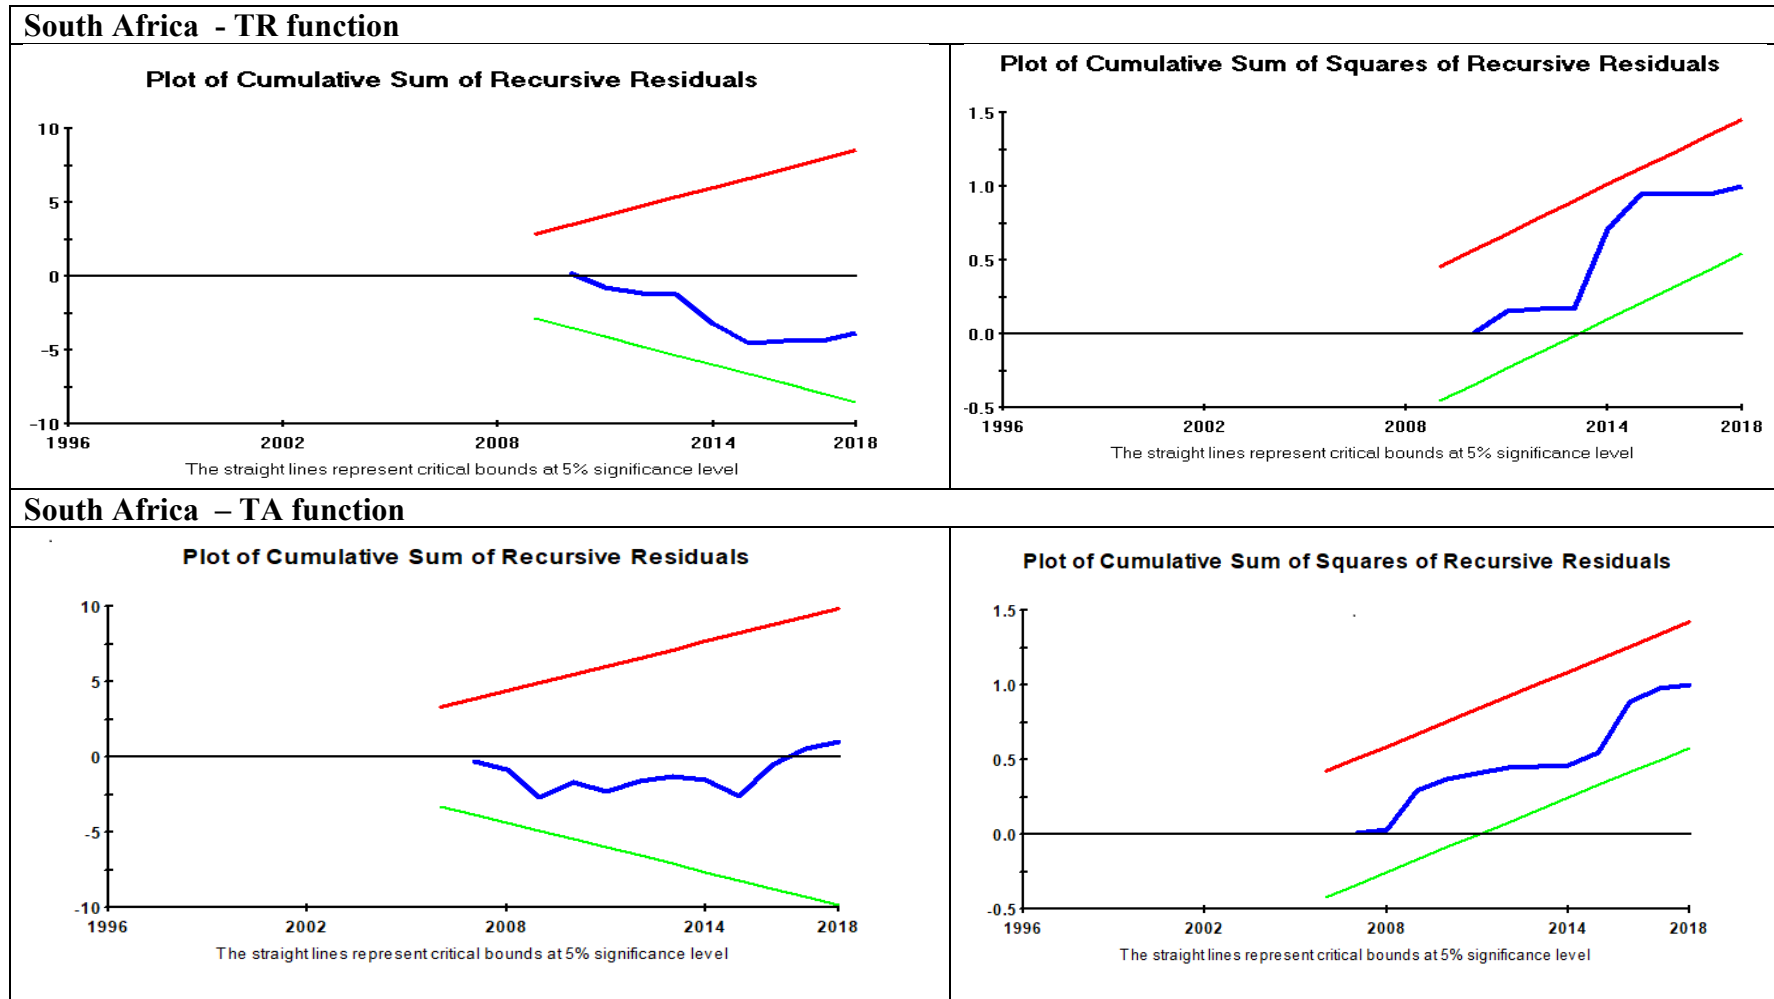 South Africa - TR function
Plot of Cumulative Sum of Recursive Residuals
10
5
0
-5
-10
1996 2002 2008 2014 2018
The straight lines represent critical bounds at 5% significance level
Plot of Cumulative Sum of Squares of Recursive Residuals
1.5
1.0
0.5
0.0
-0.5
1996 2002 2008 2014 2018
The straight lines represent critical bounds at 5% significance level
South Africa – TA function
Plot of Cumulative Sum of Recursive Residuals
10
5
0
-5
-10
1996 2002 2008 2014 2018
The straight lines represent critical bounds at 5% significance level
Plot of Cumulative Sum of Squares of Recursive Residuals
1.5
1.0
0.5
0.0
-0.5
1996 2002 2008 2014 2018
The straight lines represent critical bounds at 5% significance level